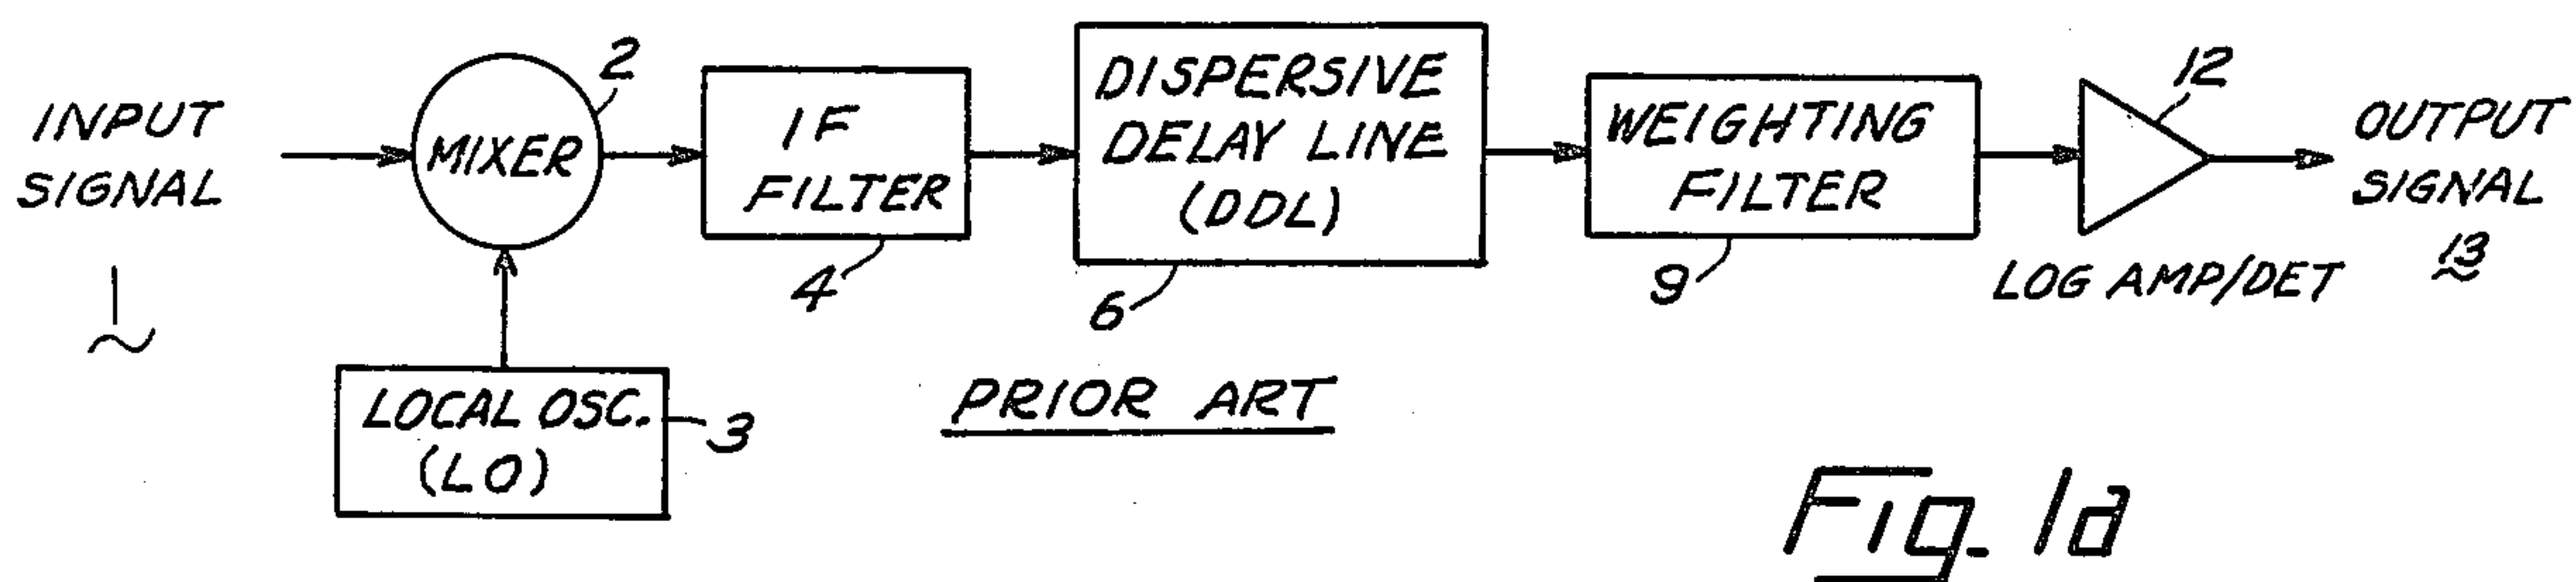 INPUT
SIGNAL
1
MIXER
2
LOCAL OSC.
(LO)
3
IF
FILTER
4
DISPERSIVE
DELAY LINE
(DDL)
6
WEIGHTING
FILTER
9
12
LOG AMP/DET
OUTPUT
SIGNAL
13
PRIOR ART
Fig. 1a